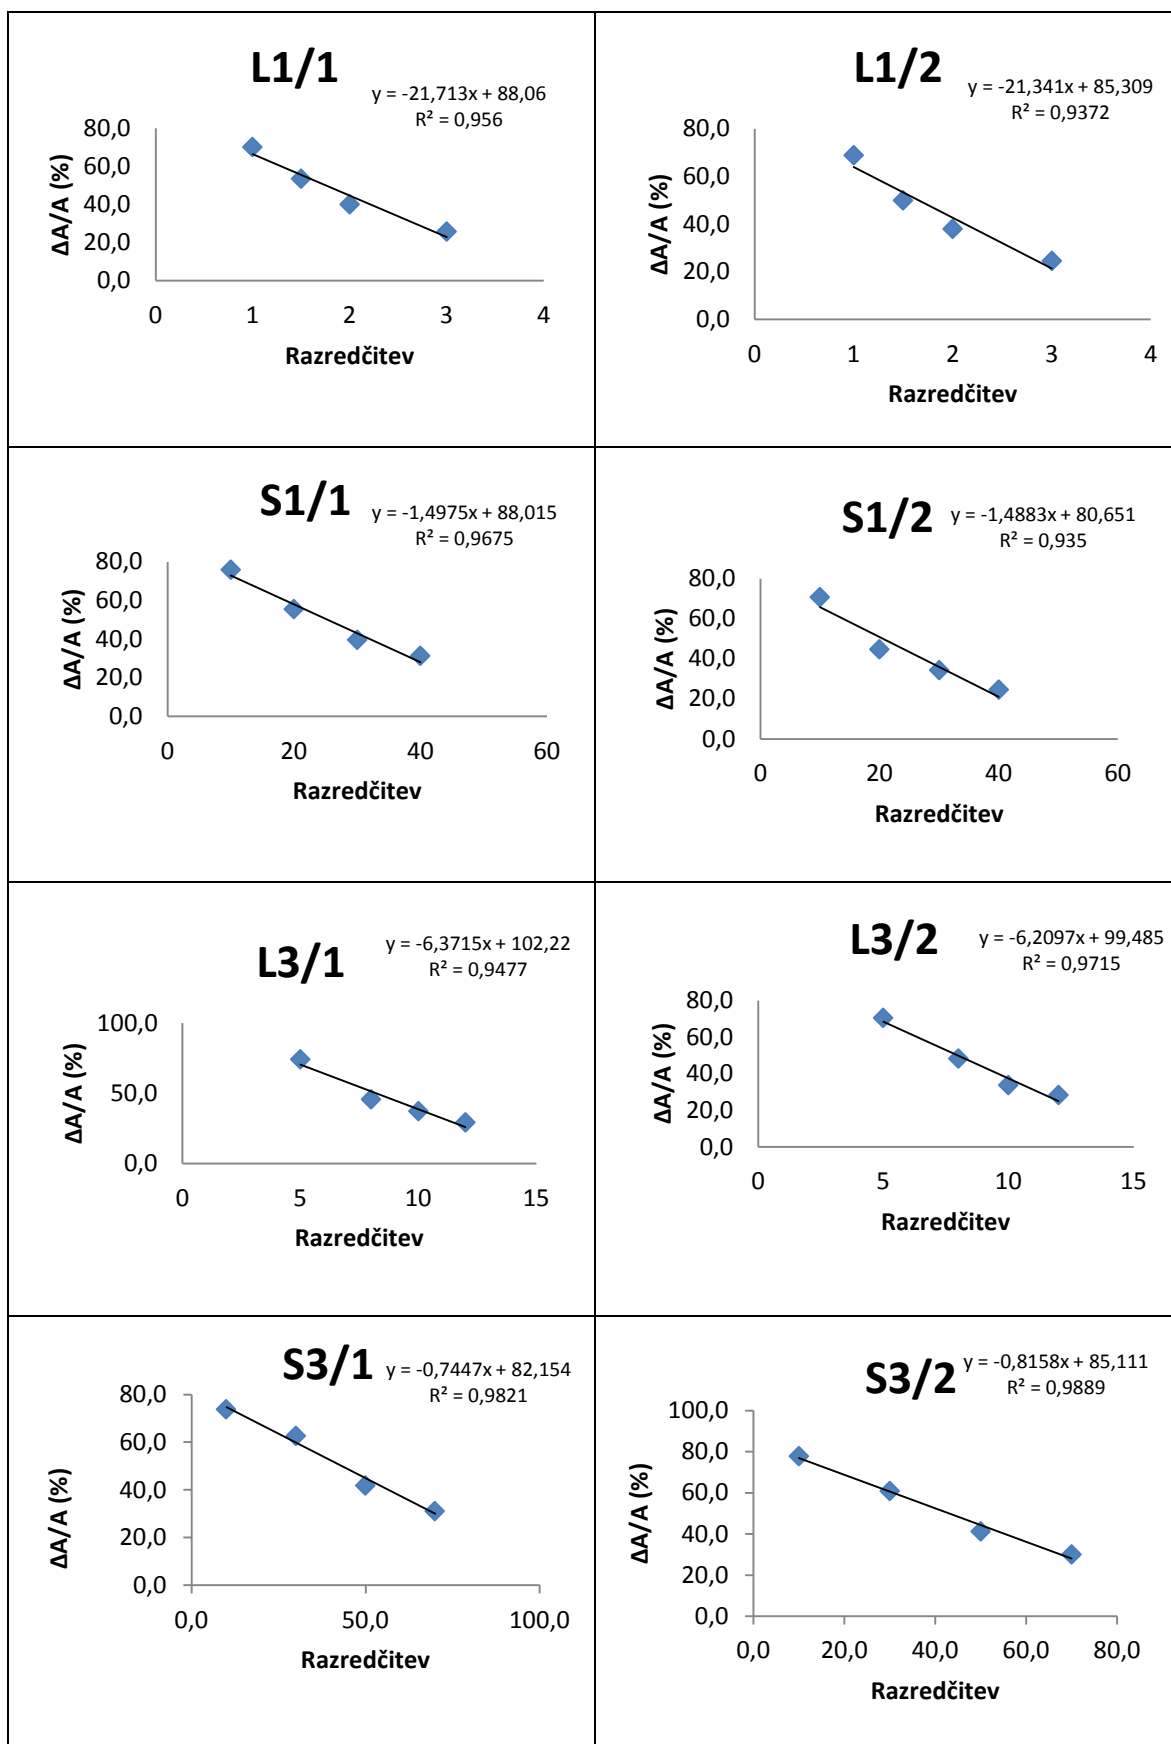 L1/1
y = -21,713x + 88,06
R² = 0,956
ΔA/A (%)
80,0
60,0
40,0
20,0
0,0
0 1 2 3 4
Razredčitev
L1/2
y = -21,341x + 85,309
R² = 0,9372
ΔA/A (%)
80,0
60,0
40,0
20,0
0,0
0 1 2 3 4
Razredčitev
S1/1
y = -1,4975x + 88,015
R² = 0,9675
ΔA/A (%)
80,0
60,0
40,0
20,0
0,0
0 20 40 60
Razredčitev
S1/2
y = -1,4883x + 80,651
R² = 0,935
ΔA/A (%)
80,0
60,0
40,0
20,0
0,0
0 20 40 60
Razredčitev
L3/1
y = -6,3715x + 102,22
R² = 0,9477
ΔA/A (%)
100,0
50,0
0,0
0 5 10 15
Razredčitev
L3/2
y = -6,2097x + 99,485
R² = 0,9715
ΔA/A (%)
80,0
60,0
40,0
20,0
0,0
0 5 10 15
Razredčitev
S3/1
y = -0,7447x + 82,154
R² = 0,9821
ΔA/A (%)
80,0
60,0
40,0
20,0
0,0
0,0 50,0 100,0
Razredčitev
S3/2
y = -0,8158x + 85,111
R² = 0,9889
ΔA/A (%)
100,0
80,0
60,0
40,0
20,0
0,0
0,0 20,0 40,0 60,0 80,0
Razredčitev